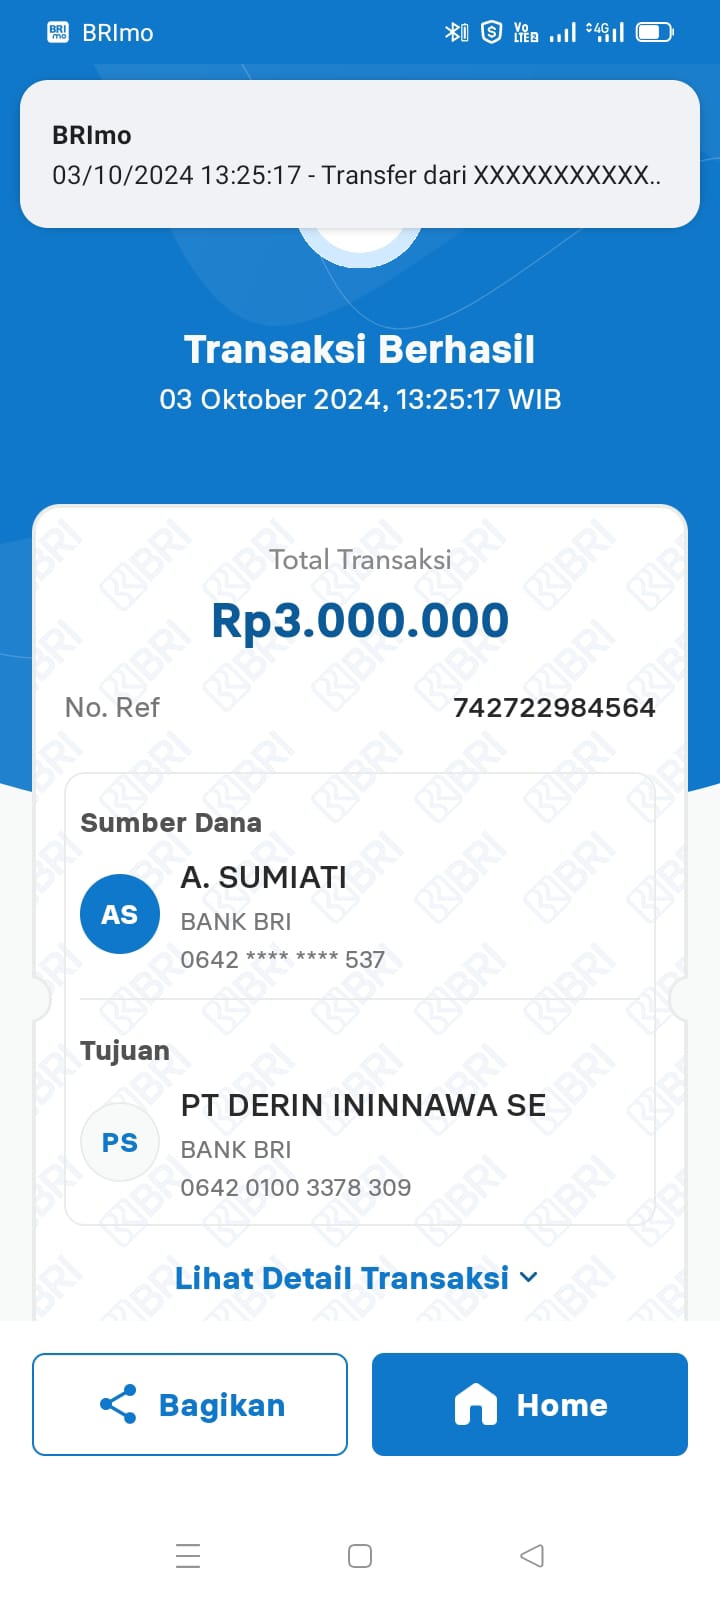 BRImo
BRImo
03/10/2024 13:25:17 - Transfer dari XXXXXXXXXXX..
Transaksi Berhasil
03 Oktober 2024, 13:25:17 WIB
Total Transaksi
Rp3.000.000
No. Ref 742722984564
Sumber Dana
AS
A. SUMIATI
BANK BRI
0642 **** **** 537
Tujuan
PS
PT DERIN ININNAWA SE
BANK BRI
0642 0100 3378 309
Lihat Detail Transaksi
Bagikan
Home